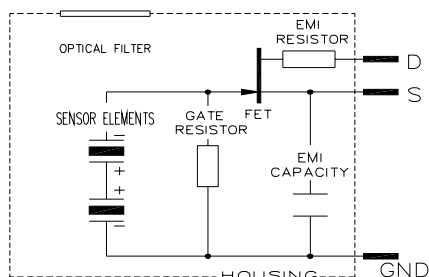 EMI
RESISTOR
OPTICAL FILTER
D
S
SENSOR ELEMENTS
GATE
RESISTOR
FET
EMI
CAPACITY
HOUSING
GND